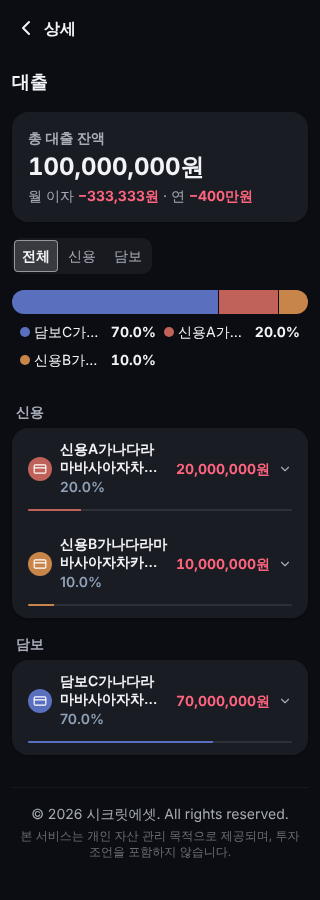 상세
대출
총 대출 잔액
100,000,000원
월 이자 −333,333원 · 연 −400만원
전체 신용 담보
담보C가... 70.0% 신용A가... 20.0%
신용B가... 10.0%
신용
신용A가나다라
마바사아자차... 20,000,000원
20.0%
신용B가나다라마
바사아자차카... 10,000,000원
10.0%
담보
담보C가나다라
마바사아자차... 70,000,000원
70.0%
© 2026 시크릿에셋. All rights reserved.
본 서비스는 개인 자산 관리 목적으로 제공되며, 투자
조언을 포함하지 않습니다.